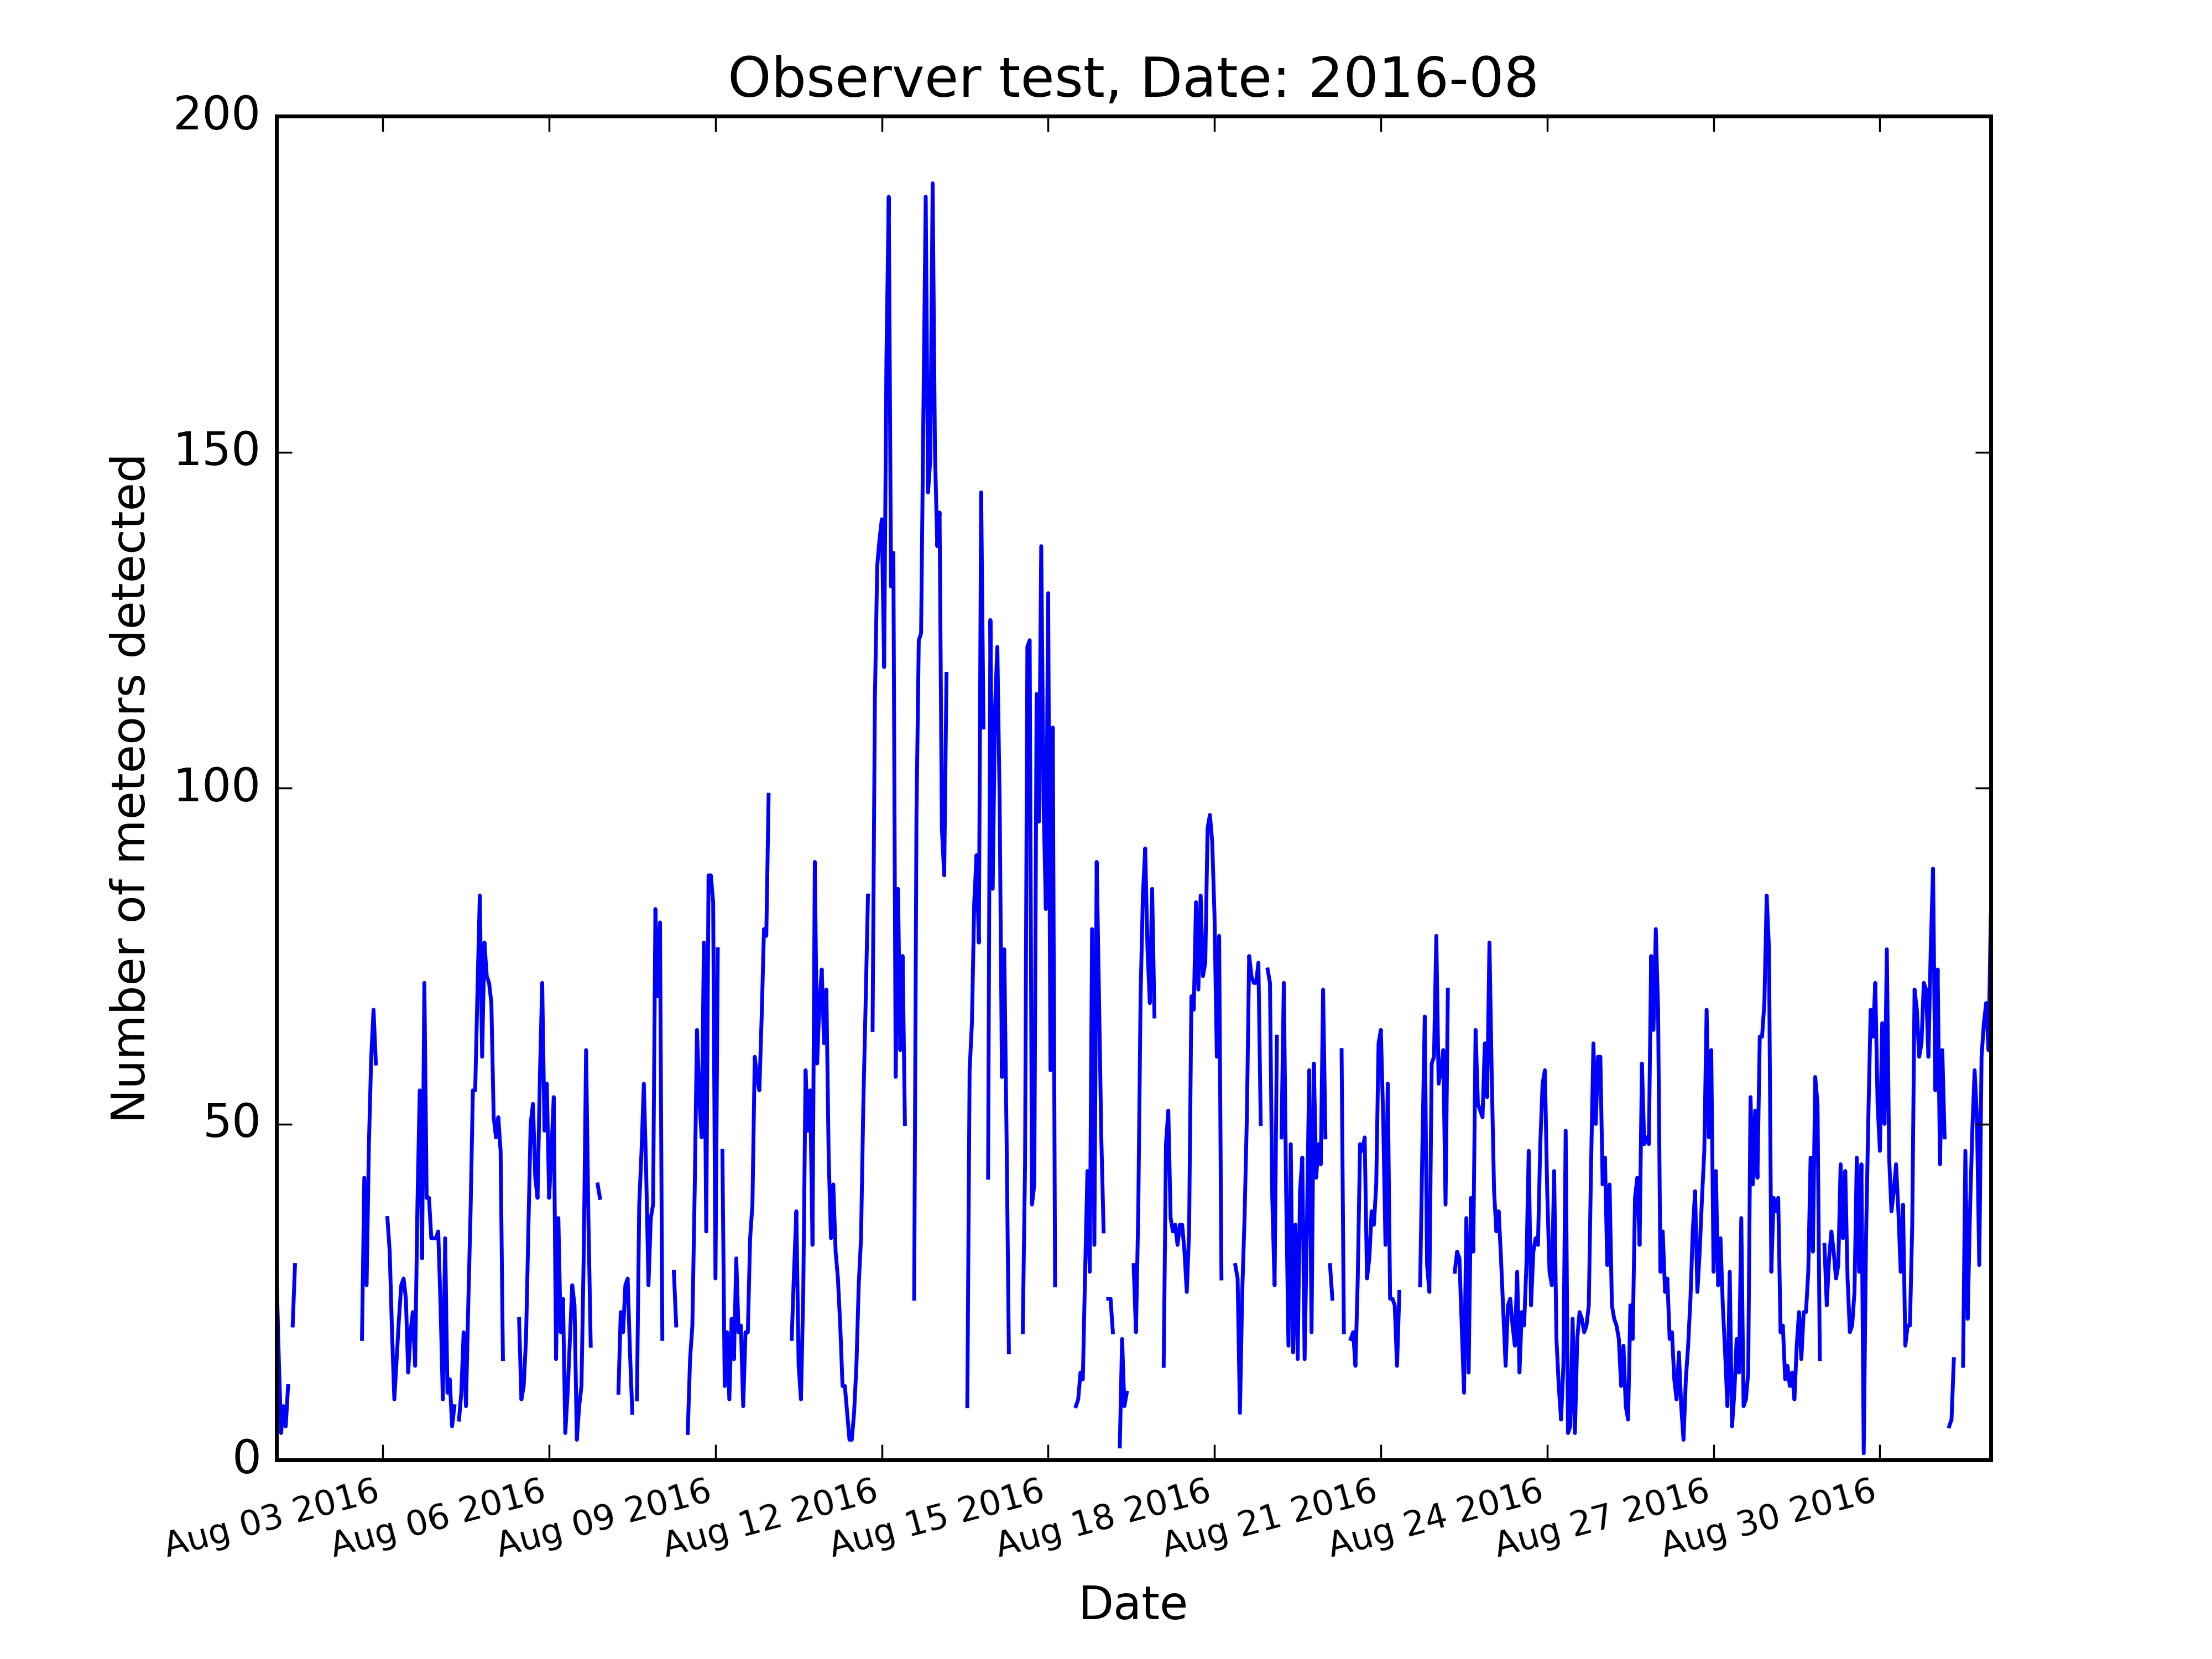 Observer test, Date: 2016-08
200
150
100
50
0
Number of meteors detected
Aug 03 2016
Aug 06 2016
Aug 09 2016
Aug 12 2016
Aug 15 2016
Aug 18 2016
Aug 21 2016
Aug 24 2016
Aug 27 2016
Aug 30 2016
Date